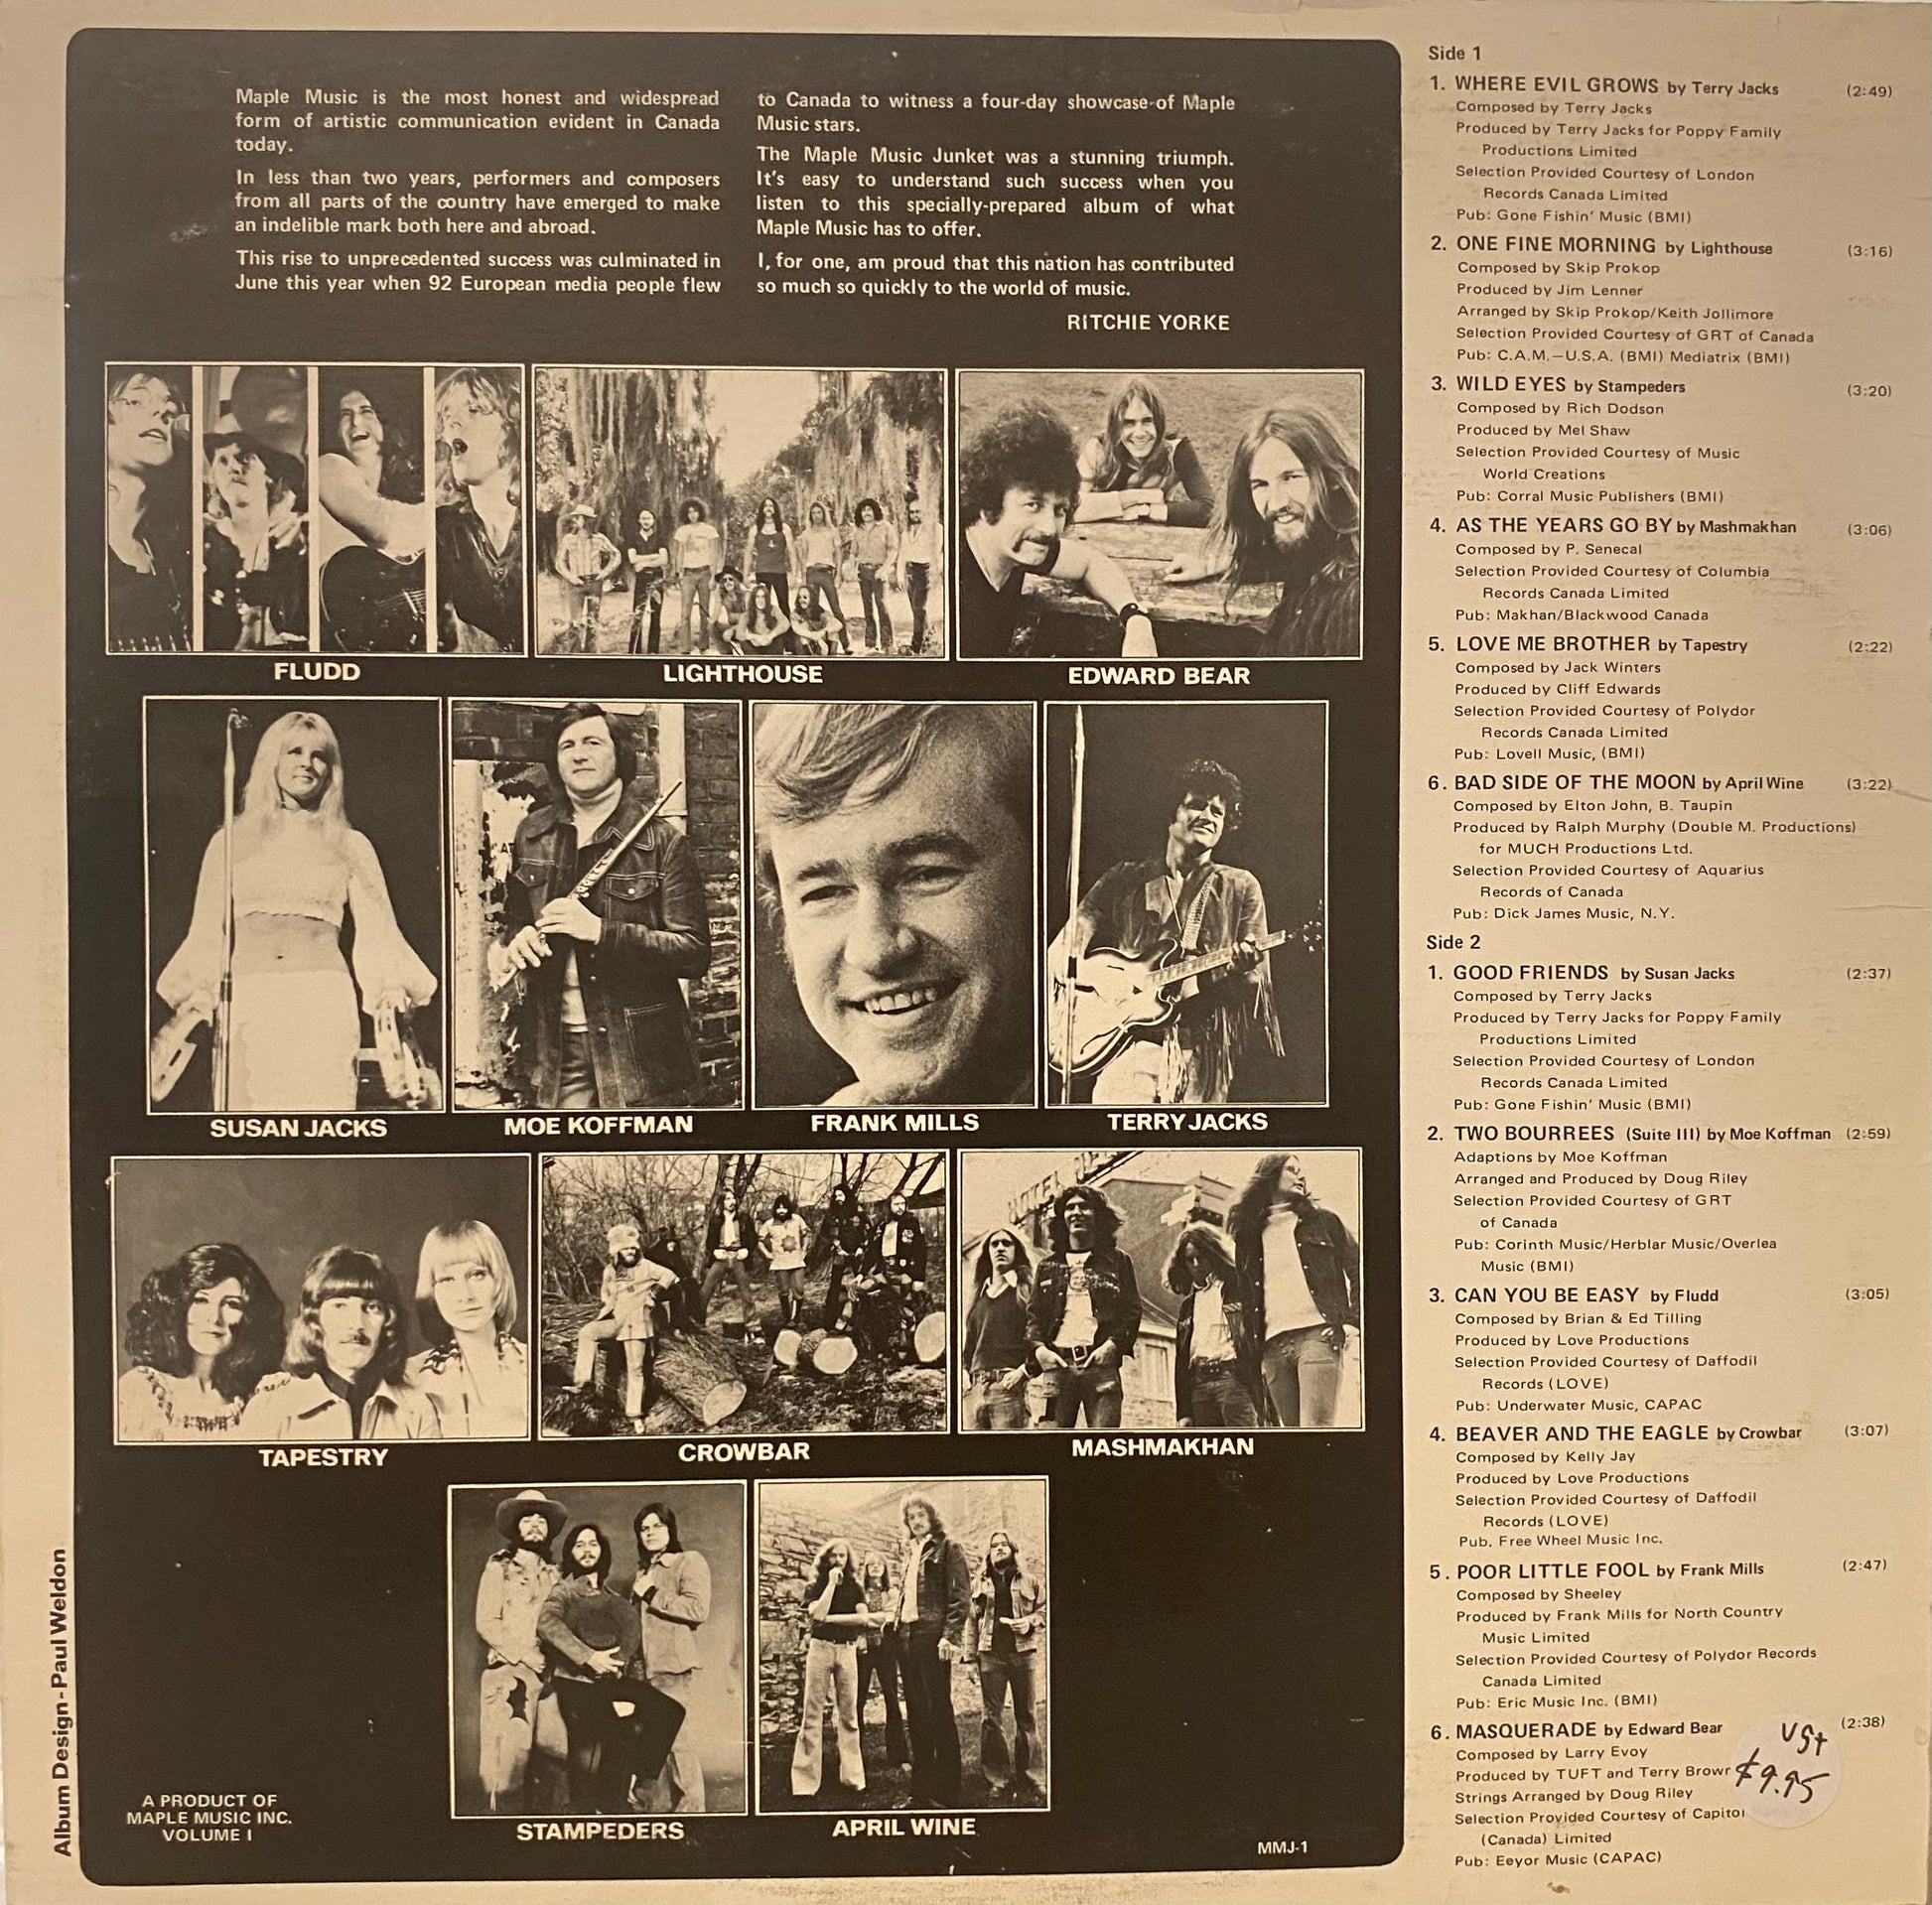 Maple Music is the most honest and widespread
form of artistic communication evident in Canada
today.
In less than two years, performers and composers
from all parts of the country have emerged to make
an indelible mark both here and abroad.
This rise to unprecedented success was culminated in
June this year when 92 European media people flew
to Canada to witness a four-day showcase of Maple
Music stars.
The Maple Music Junket was a stunning triumph.
It's easy to understand such success when you
listen to this specially-prepared album of what
Maple Music has to offer.
I, for one, am proud that this nation has contributed
so much so quickly to the world of music.
RITCHIE YORKE
FLUDD
LIGHTHOUSE
EDWARD BEAR
SUSAN JACKS
MOE KOFFMAN
FRANK MILLS
TERRY JACKS
TAPESTRY
CROWBAR
MASHMAKHAN
STAMPEDERS
APRIL WINE
A PRODUCT OF
MAPLE MUSIC INC.
VOLUME I
MMJ-1
Album Design - Paul Weldon
Side 1
1. WHERE EVIL GROWS by Terry Jacks (2:49)
Composed by Terry Jacks
Produced by Terry Jacks for Poppy Family
Productions Limited
Selection Provided Courtesy of London
Records Canada Limited
Pub: Gone Fishin' Music (BMI)
2. ONE FINE MORNING by Lighthouse (3:16)
Composed by Skip Prokop
Produced by Jim Lenner
Arranged by Skip Prokop/Keith Jollimore
Selection Provided Courtesy of GRT of Canada
Pub: C.A.M.–U.S.A. (BMI) Mediatrix (BMI)
3. WILD EYES by Stampeders (3:20)
Composed by Rich Dodson
Produced by Mel Shaw
Selection Provided Courtesy of Music
World Creations
Pub: Corral Music Publishers (BMI)
4. AS THE YEARS GO BY by Mashmakhan (3:06)
Composed by P. Senecal
Selection Provided Courtesy of Columbia
Records Canada Limited
Pub: Makhan/Blackwood Canada
5. LOVE ME BROTHER by Tapestry (2:22)
Composed by Jack Winters
Produced by Cliff Edwards
Selection Provided Courtesy of Polydor
Records Canada Limited
Pub: Lovell Music, (BMI)
6. BAD SIDE OF THE MOON by April Wine (3:22)
Composed by Elton John, B. Taupin
Produced by Ralph Murphy (Double M. Productions)
for MUCH Productions Ltd.
Selection Provided Courtesy of Aquarius
Records of Canada
Pub: Dick James Music, N.Y.
Side 2
1. GOOD FRIENDS by Susan Jacks (2:37)
Composed by Terry Jacks
Produced by Terry Jacks for Poppy Family
Productions Limited
Selection Provided Courtesy of London
Records Canada Limited
Pub: Gone Fishin' Music (BMI)
2. TWO BOURREES (Suite III) by Moe Koffman (2:59)
Adaptions by Moe Koffman
Arranged and Produced by Doug Riley
Selection Provided Courtesy of GRT
of Canada
Pub: Corinth Music/Herblar Music/Overlea
Music (BMI)
3. CAN YOU BE EASY by Fludd (3:05)
Composed by Brian & Ed Tilling
Produced by Love Productions
Selection Provided Courtesy of Daffodil
Records (LOVE)
Pub: Underwater Music, CAPAC
4. BEAVER AND THE EAGLE by Crowbar (3:07)
Composed by Kelly Jay
Produced by Love Productions
Selection Provided Courtesy of Daffodil
Records (LOVE)
Pub. Free Wheel Music Inc.
5. POOR LITTLE FOOL by Frank Mills (2:47)
Composed by Sheeley
Produced by Frank Mills for North Country
Music Limited
Selection Provided Courtesy of Polydor Records
Canada Limited
Pub: Eric Music Inc. (BMI)
6. MASQUERADE by Edward Bear (2:38)
Composed by Larry Evoy
Produced by TUFT and Terry Brown
Strings Arranged by Doug Riley
Selection Provided Courtesy of Capitol
(Canada) Limited
Pub: Eeyor Music (CAPAC)
VG+
$9.95